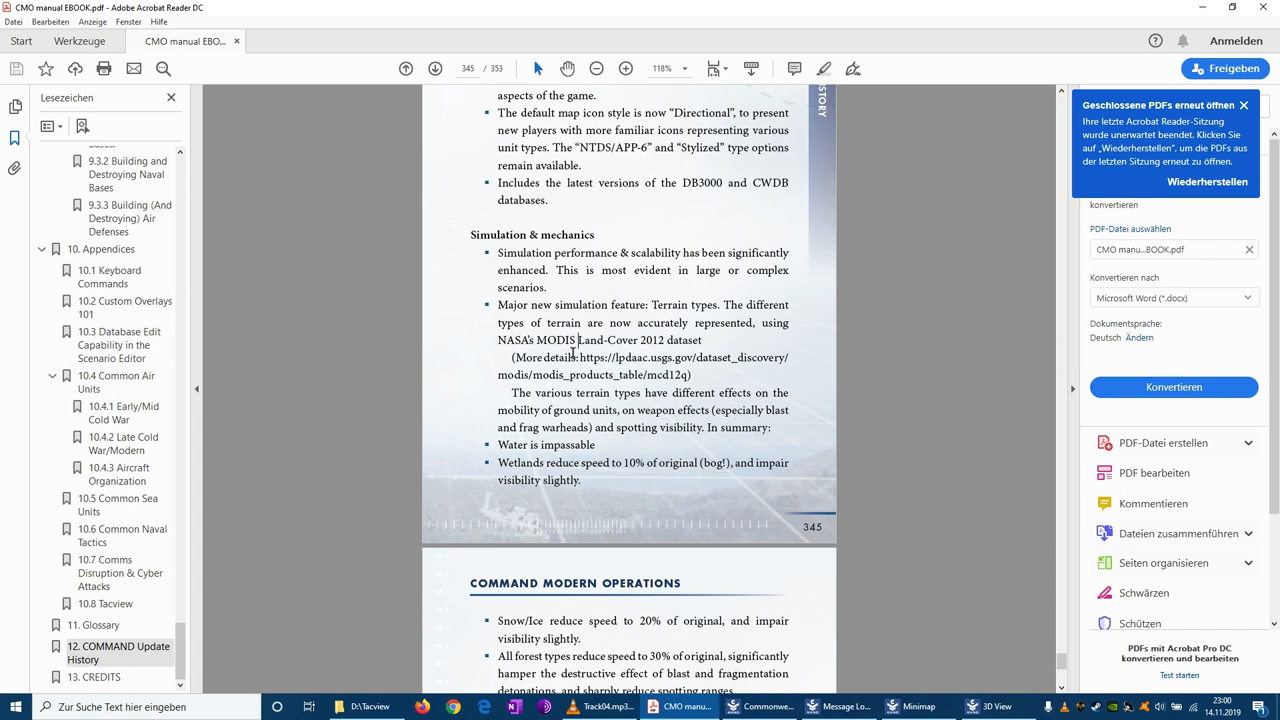 CMO manual EBOOK.pdf - Adobe Acrobat Reader DC
Datei Bearbeiten Anzeige Fenster Hilfe
Start Werkzeuge CMO manual EBO... × Anmelden
345 / 353 118% Freigeben
Lesezeichen
9.3.2 Building and
Destroying Naval
Bases
9.3.3 Building (And
Destroying) Air
Defenses
10. Appendices
10.1 Keyboard
Commands
10.2 Custom Overlays
101
10.3 Database Edit
Capability in the
Scenario Editor
10.4 Common Air
Units
10.4.1 Early/Mid
Cold War
10.4.2 Late Cold
War/Modern
10.4.3 Aircraft
Organization
10.5 Common Sea
Units
10.6 Common Naval
Tactics
10.7 Comms
Disruption & Cyber
Attacks
10.8 Tacview
11. Glossary
12. COMMAND Update
History
13. CREDITS
aspects of the game.
▪ The default map icon style is now “Directional”, to present
new players with more familiar icons representing various
unit types. The “NTDS/APP-6” and “Stylized” type options
remain available.
▪ Includes the latest versions of the DB3000 and CWDB
databases.
Simulation & mechanics
▪ Simulation performance & scalability has been significantly
enhanced. This is most evident in large or complex
scenarios.
▪ Major new simulation feature: Terrain types. The different
types of terrain are now accurately represented, using
NASA’s MODIS Land-Cover 2012 dataset
(More details: https://lpdaac.usgs.gov/dataset_discovery/
modis/modis_products_table/mcd12q)
The various terrain types have different effects on the
mobility of ground units, on weapon effects (especially blast
and frag warheads) and spotting visibility. In summary:
▪ Water is impassable
▪ Wetlands reduce speed to 10% of original (bog!), and impair
visibility slightly.
345
STORY
COMMAND MODERN OPERATIONS
▪ Snow/Ice reduce speed to 20% of original, and impair
visibility slightly.
▪ All forest types reduce speed to 30% of original, significantly
hamper the destructive effect of blast and fragmentation
detonations, and sharply reduce spotting ranges.
Geschlossene PDFs erneut öffnen
Ihre letzte Acrobat Reader-Sitzung
wurde unerwartet beendet. Klicken Sie
auf „Wiederherstellen“, um die PDFs aus
der letzten Sitzung erneut zu öffnen.
Wiederherstellen
konvertieren
PDF-Datei auswählen
CMO manu...BOOK.pdf
Konvertieren nach
Microsoft Word (*.docx)
Dokumentsprache:
Deutsch Ändern
Konvertieren
PDF-Datei erstellen
PDF bearbeiten
Kommentieren
Dateien zusammenführen
Seiten organisieren
Schwärzen
Schützen
PDFs mit Acrobat Pro DC
konvertieren und bearbeiten
Test starten
Zur Suche Text hier eingeben
D:\Tacview
Track04.mp3...
CMO manu...
Commonwe...
Message Lo...
Minimap
3D View
23:00
14.11.2019